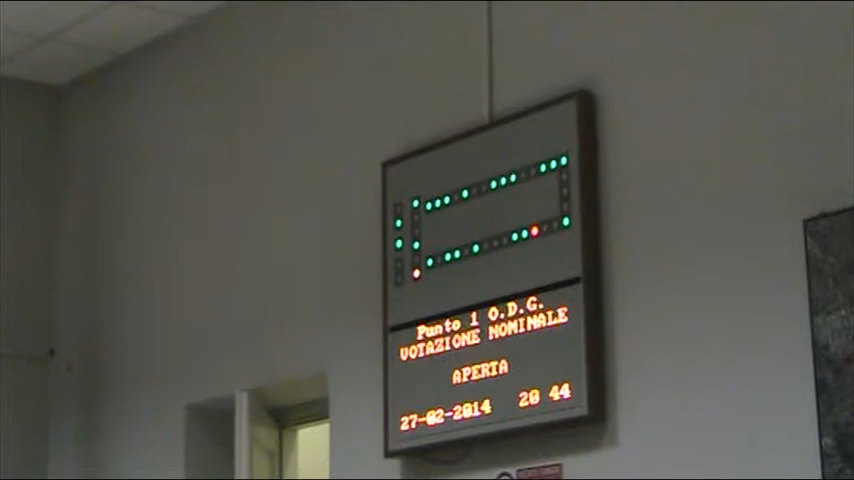 Punto 1 O.D.G.
VOTAZIONE NOMINALE
APERTA
27-02-2014 20 44